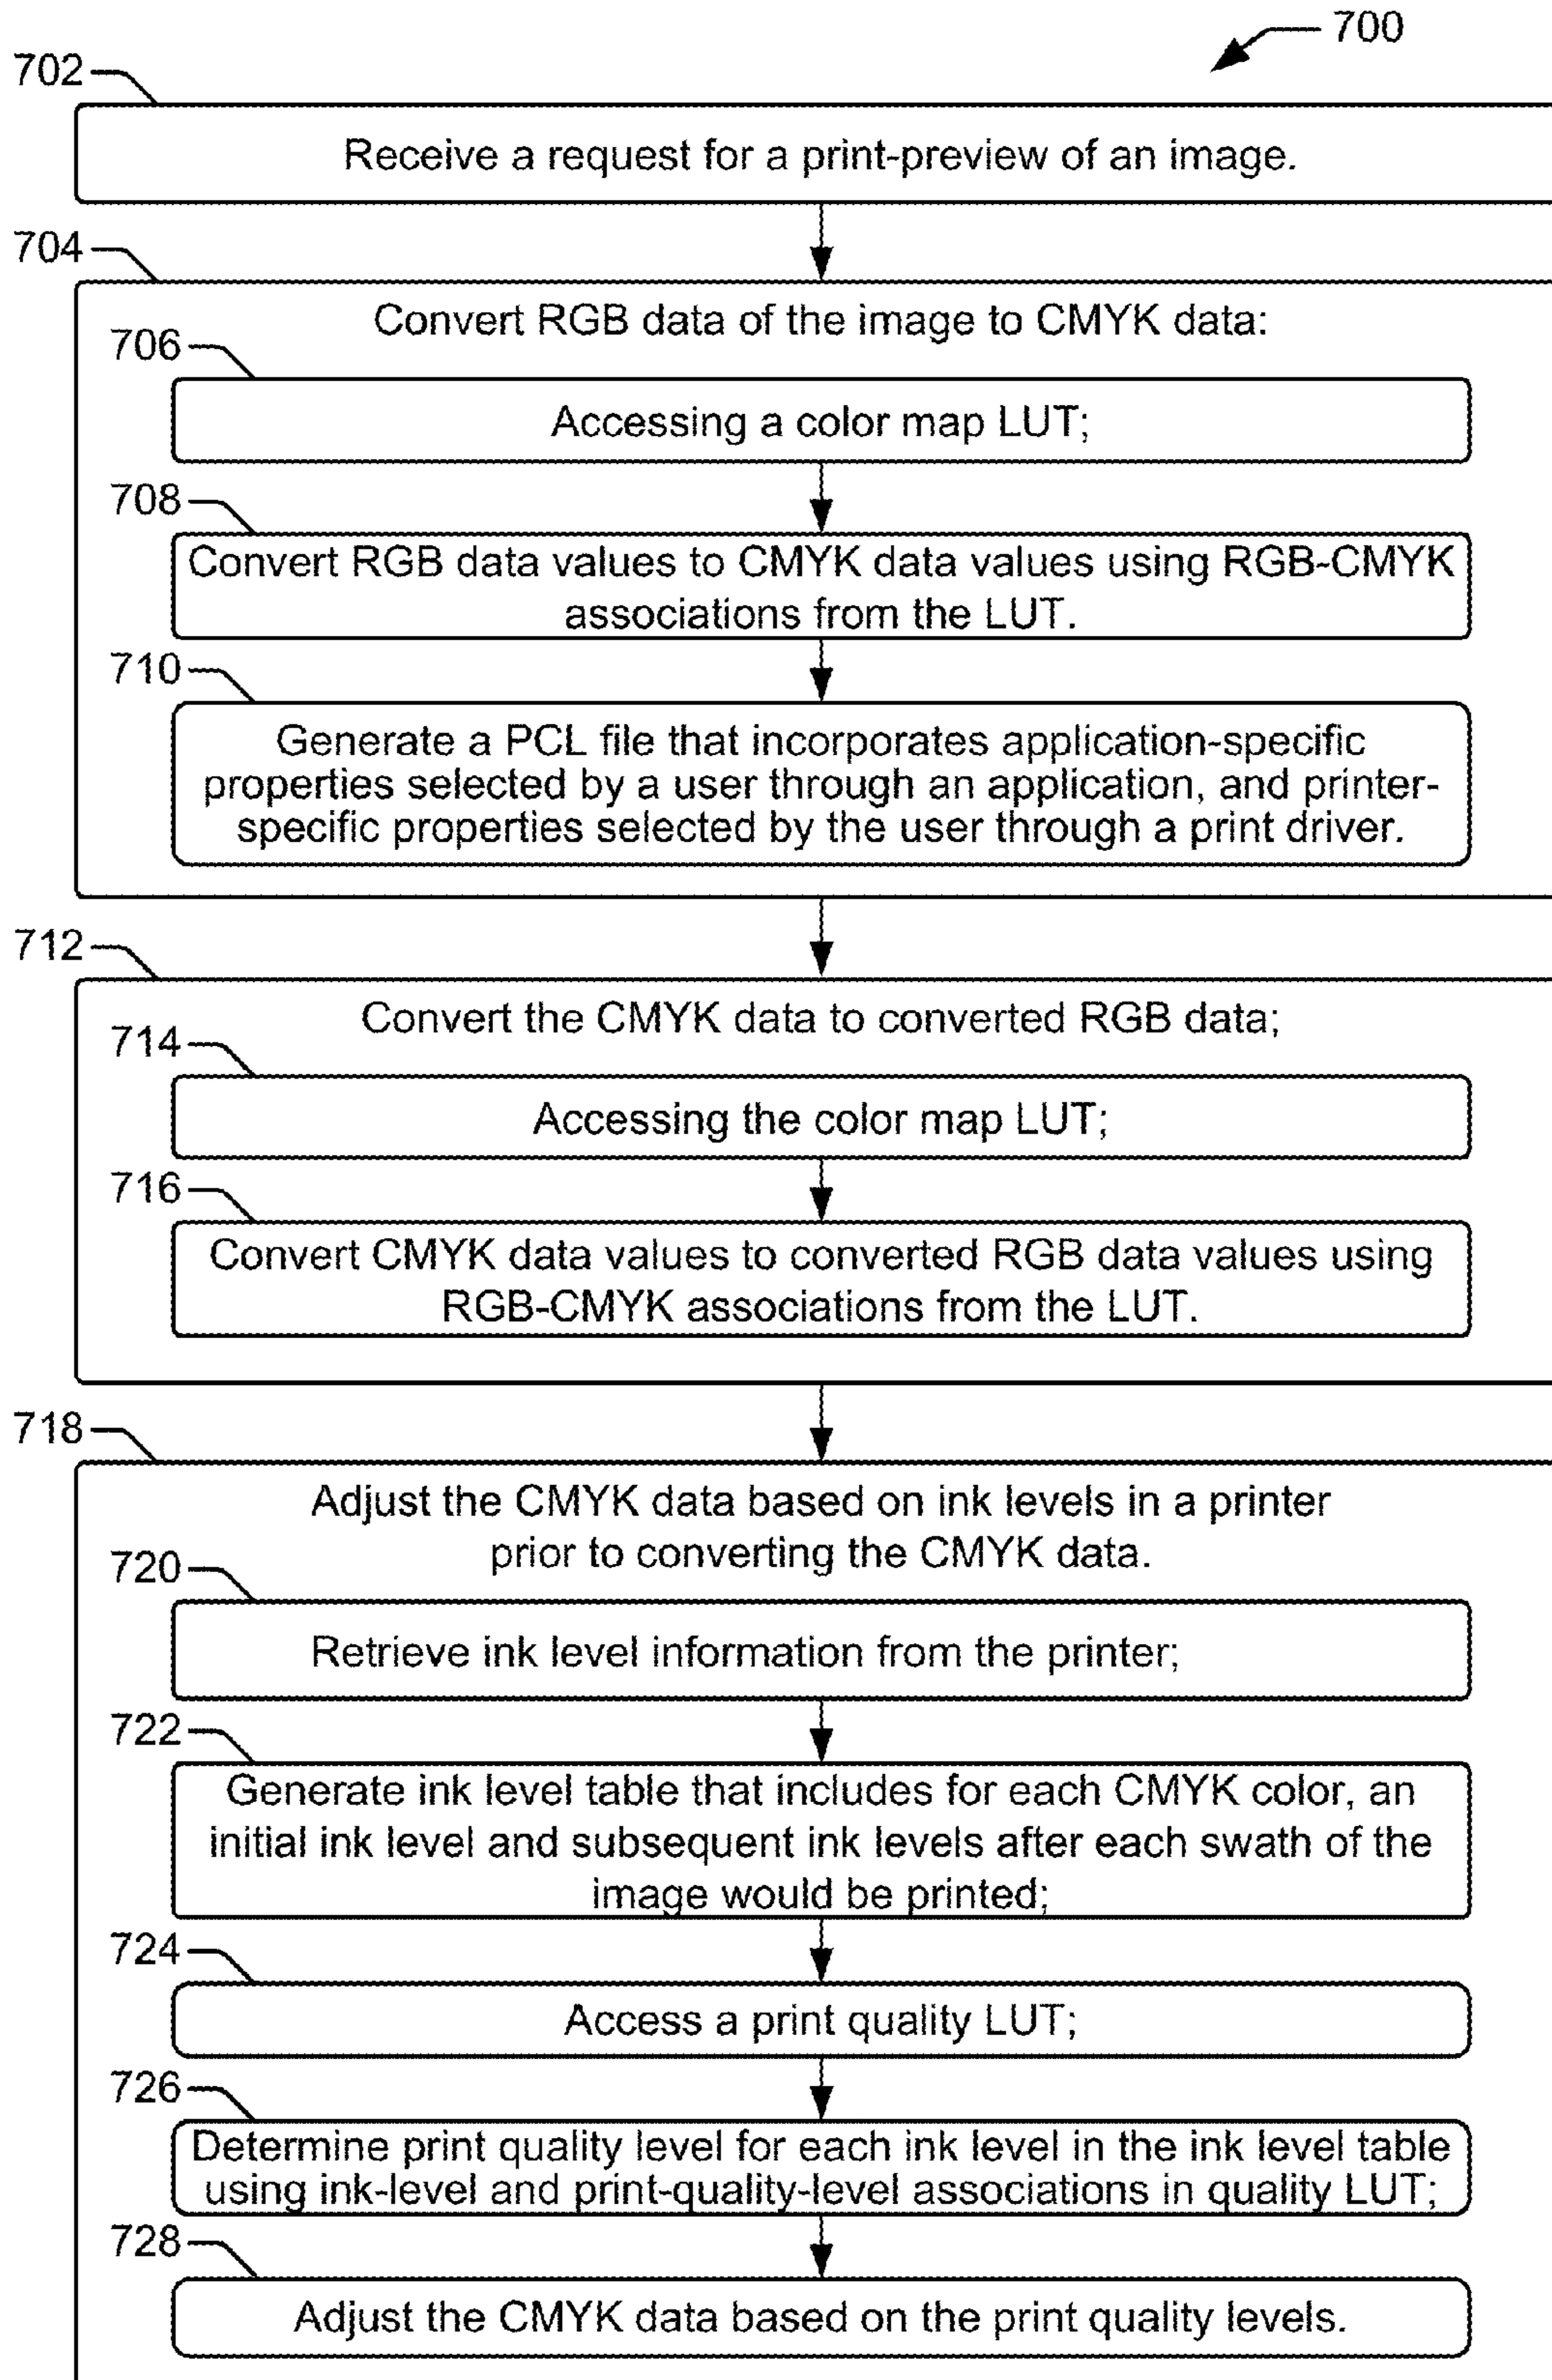 700
702
Receive a request for a print-preview of an image.
704
Convert RGB data of the image to CMYK data:
706
Accessing a color map LUT;
708
Convert RGB data values to CMYK data values using RGB-CMYK
associations from the LUT.
710
Generate a PCL file that incorporates application-specific
properties selected by a user through an application, and printer-
specific properties selected by the user through a print driver.
712
Convert the CMYK data to converted RGB data;
714
Accessing the color map LUT;
716
Convert CMYK data values to converted RGB data values using
RGB-CMYK associations from the LUT.
718
Adjust the CMYK data based on ink levels in a printer
prior to converting the CMYK data.
720
Retrieve ink level information from the printer;
722
Generate ink level table that includes for each CMYK color, an
initial ink level and subsequent ink levels after each swath of the
image would be printed;
724
Access a print quality LUT;
726
Determine print quality level for each ink level in the ink level table
using ink-level and print-quality-level associations in quality LUT;
728
Adjust the CMYK data based on the print quality levels.